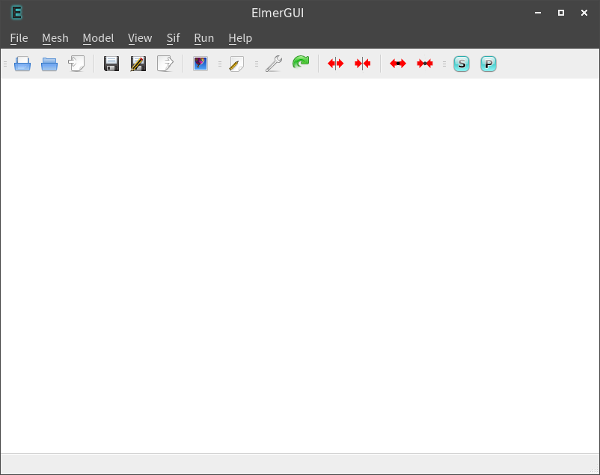 E ElmerGUI
File Mesh Model View Sif Run Help
S P